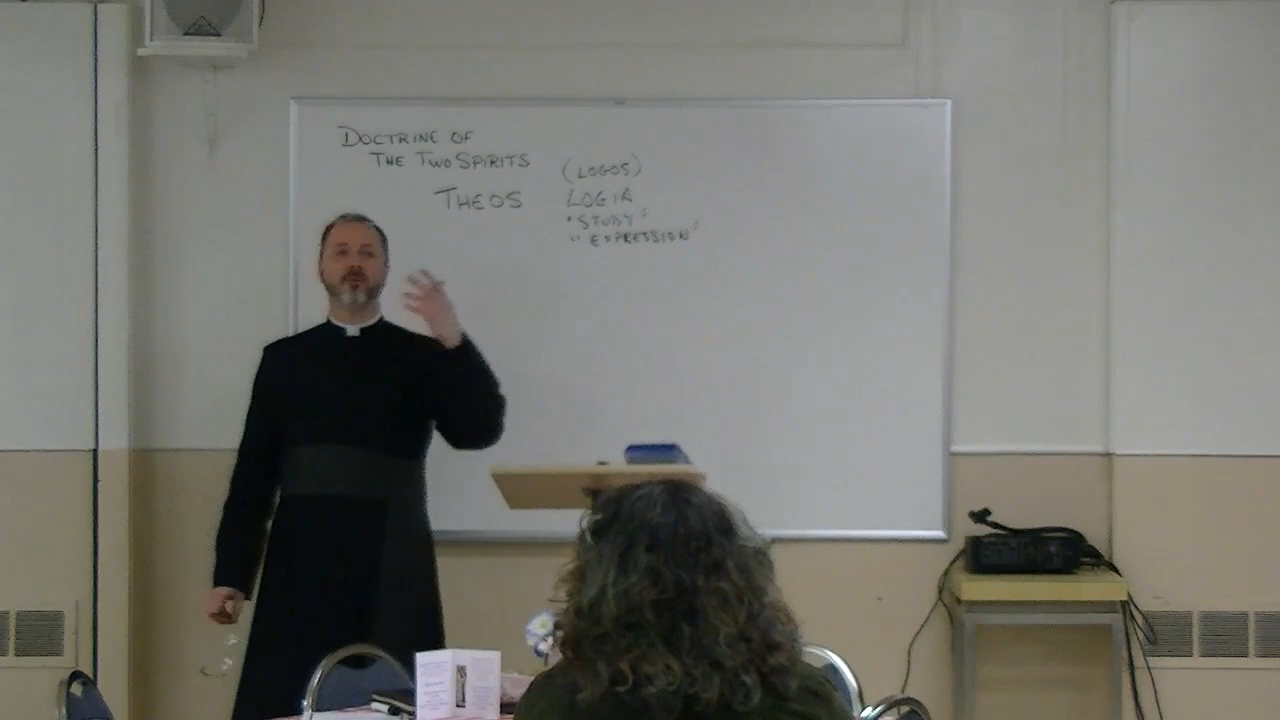 DOCTRINE OF
THE TWO SPIRITS
(LOGOS)
THEOS LOGIA
"STUDY"
"EXPRESSION"